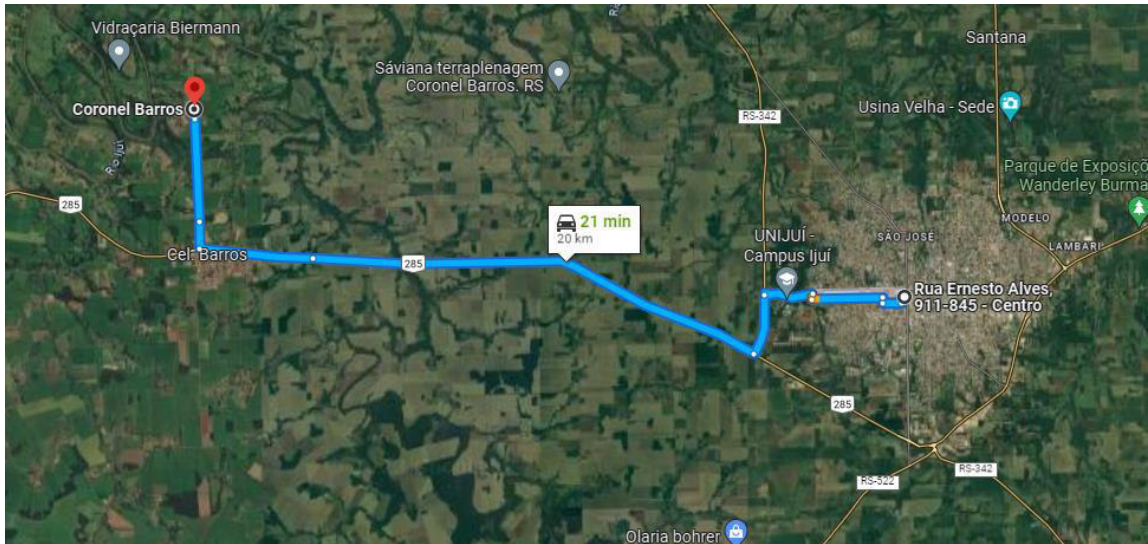 Vidraçaria Biermann
Santana
Sáviana terraplenagem
Coronel Barros. RS
Coronel Barros
Usina Velha - Sede
RS-342
Rio Ijuí
Parque de Exposiçõ
Wanderley Burma
285
21 min
20 km
MODELO
SÃO JOSÉ
LAMBARI
UNIJUÍ -
Campus Ijuí
Cel. Barros
285
Rua Ernesto Alves,
911-845 - Centro
285
RS-342
RS-522
Olaria bohrer